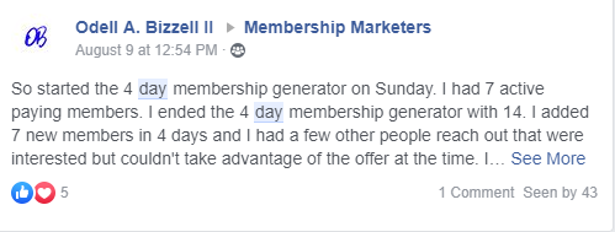 OB
Odell A. Bizzell II ▸ Membership Marketers
August 9 at 12:54 PM ·
So started the 4 day membership generator on Sunday. I had 7 active
paying members. I ended the 4 day membership generator with 14. I added
7 new members in 4 days and I had a few other people reach out that were
interested but couldn't take advantage of the offer at the time. I... See More
5
1 Comment Seen by 43